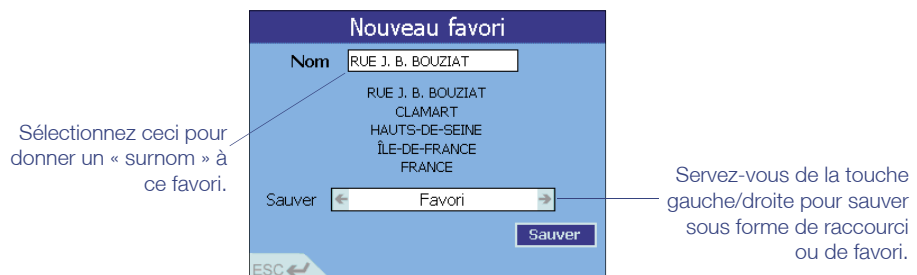 Nouveau favori
Nom RUE J. B. BOUZIAT
RUE J. B. BOUZIAT
CLAMART
HAUTS-DE-SEINE
ÎLE-DE-FRANCE
FRANCE
Sélectionnez ceci pour
donner un « surnom » à
ce favori.
Sauver Favori
Sauver
ESC
Servez-vous de la touche
gauche/droite pour sauver
sous forme de raccourci
ou de favori.